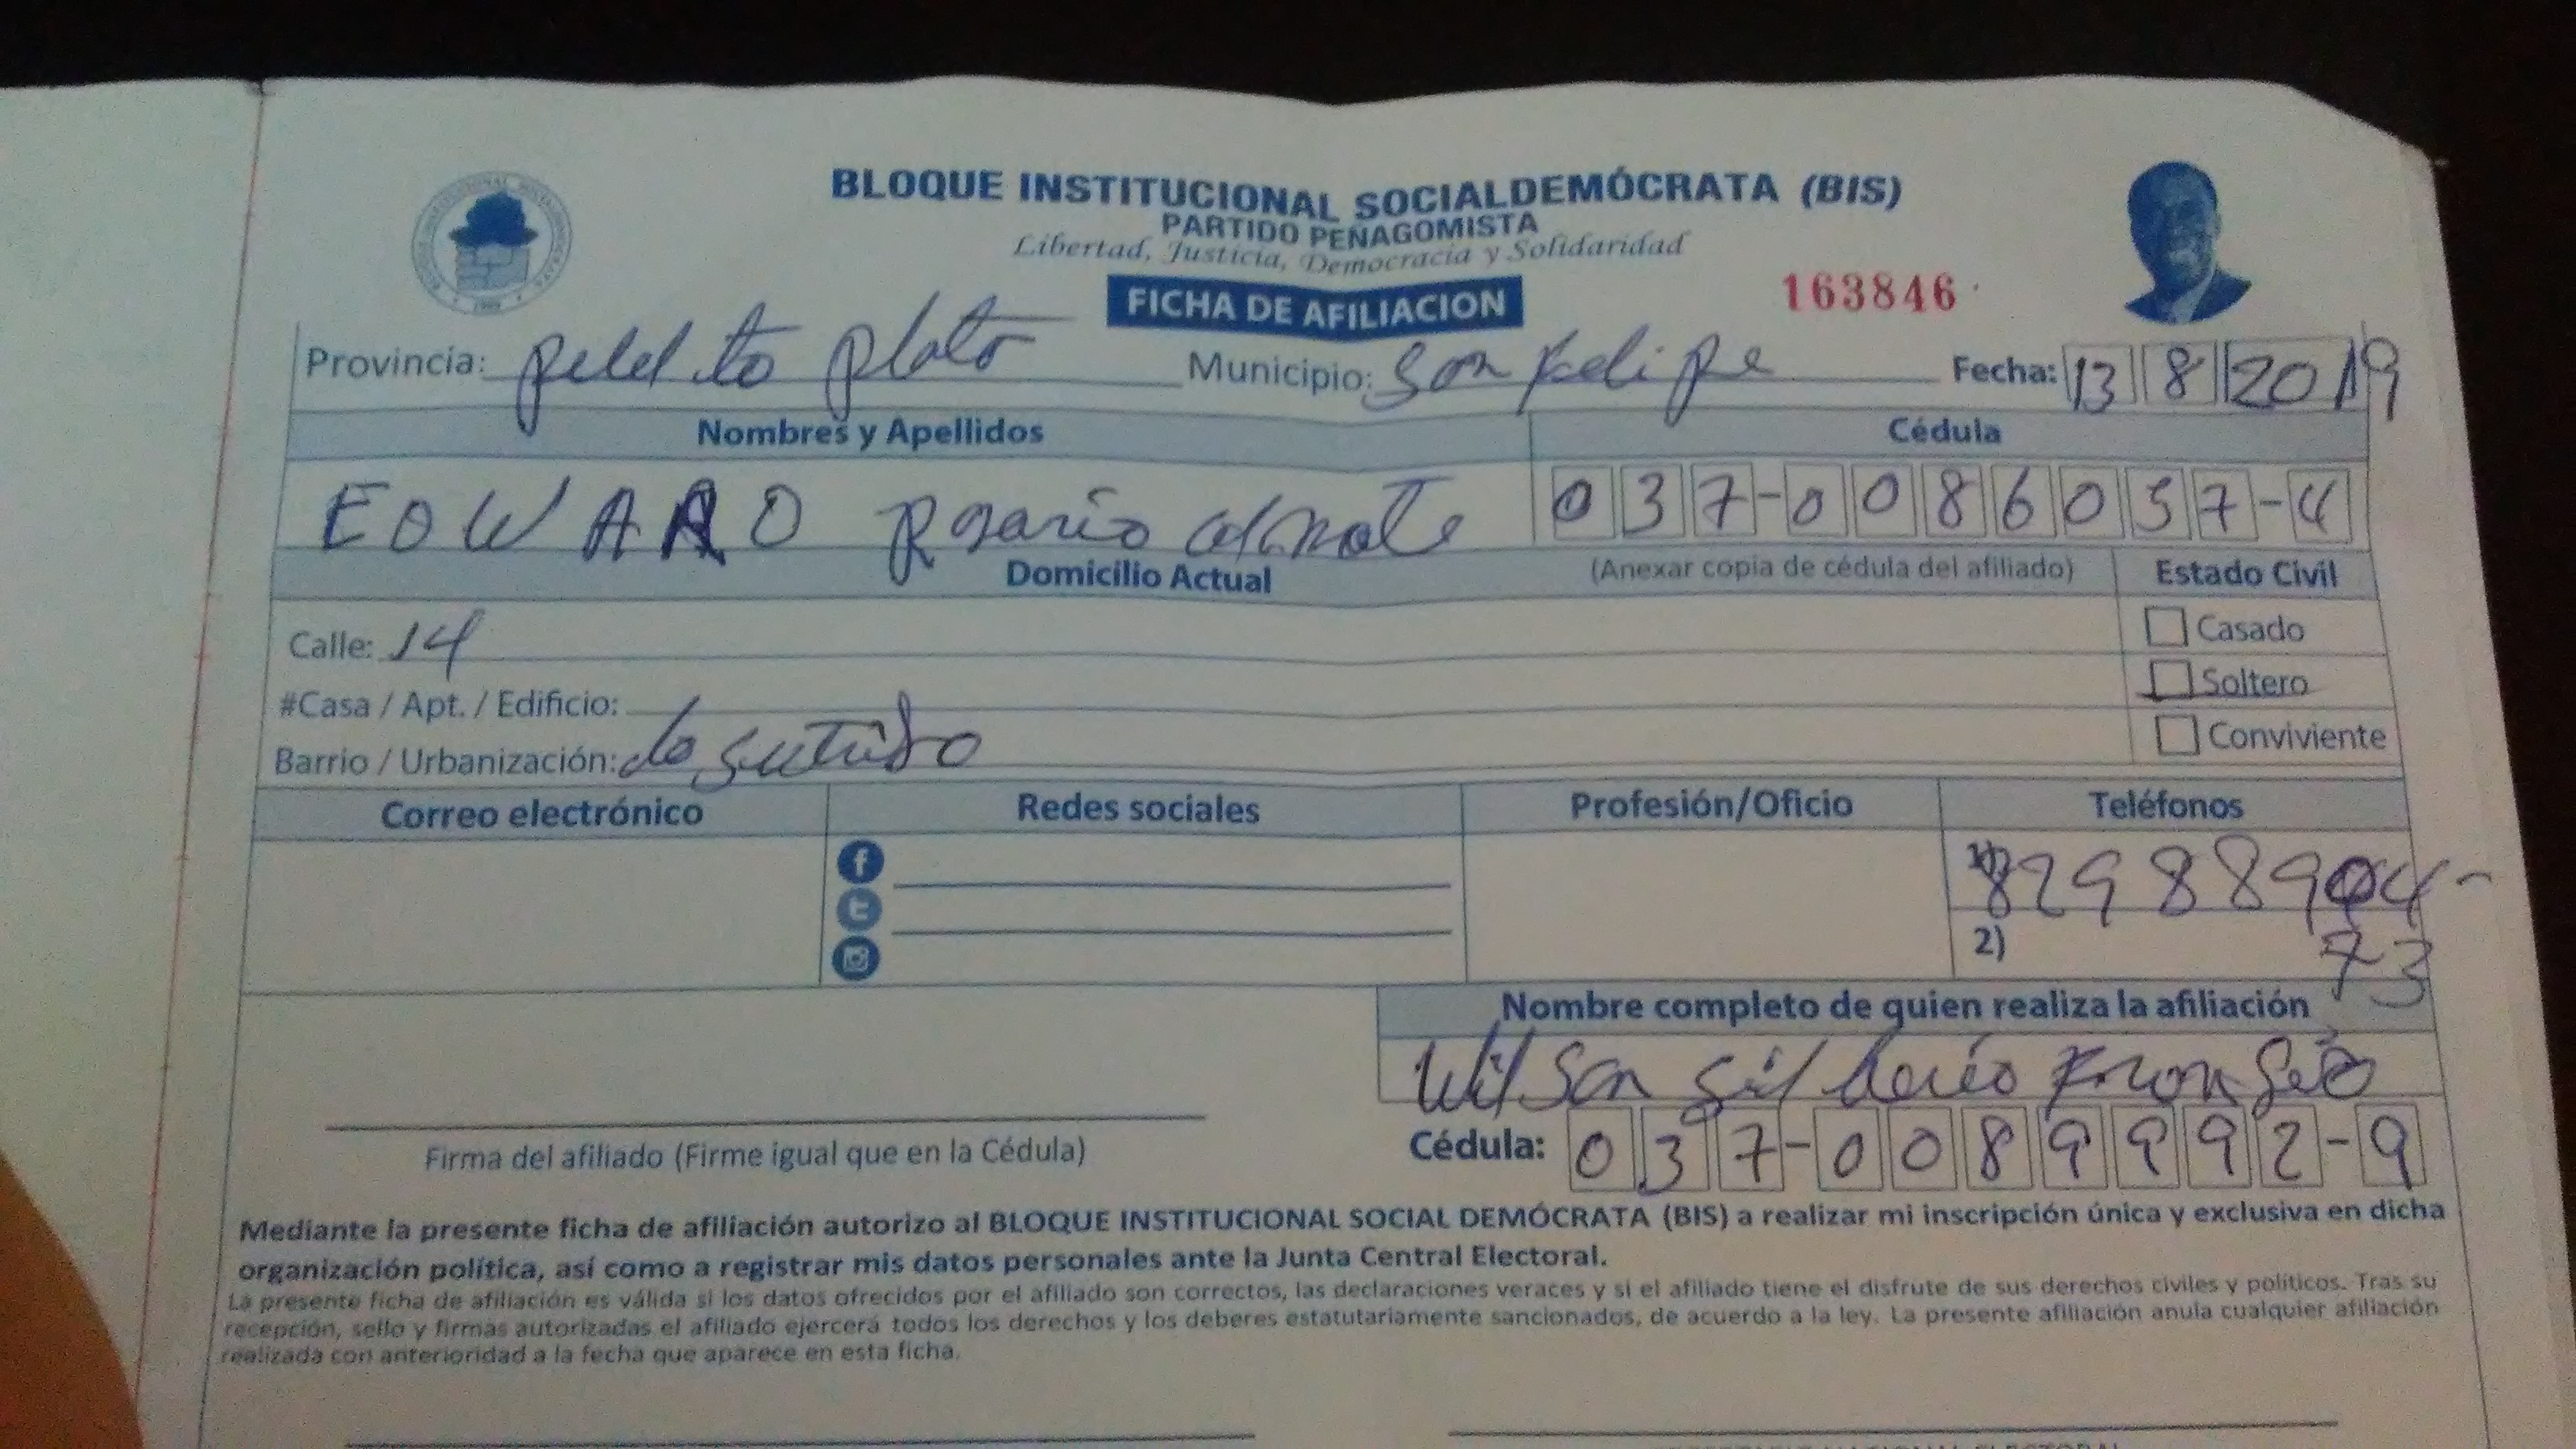 BLOQUE INSTITUCIONAL SOCIALDEMÓCRATA (BIS)
PARTIDO PEÑAGOMISTA
Libertad, Justicia, Democracia y Solidaridad
FICHA DE AFILIACION
163846
Provincia: plato Municipio: son felipe Fecha: 13 8 2019
Nombres y Apellidos Cédula
EDWARD Rosario 037-0086057-4
Domicilio Actual (Anexar copia de cédula del afiliado) Estado Civil
Calle: 14 Casado
#Casa / Apt. / Edificio: Soltero
Barrio / Urbanización: Conviviente
Correo electrónico Redes sociales Profesión/Oficio Teléfonos
1) 829 889 04-
2) 73
Nombre completo de quien realiza la afiliación
Wilson
Cédula: 037-0089992-9
Firma del afiliado (Firme igual que en la Cédula)
Mediante la presente ficha de afiliación autorizo al BLOQUE INSTITUCIONAL SOCIAL DEMÓCRATA (BIS) a realizar mi inscripción única y exclusiva en dicha
organización política, así como a registrar mis datos personales ante la Junta Central Electoral.
La presente ficha de afiliación es válida si los datos ofrecidos por el afiliado son correctos, las declaraciones veraces y si el afiliado tiene el disfrute de sus derechos civiles y políticos. Tras su
recepción, sello y firmas autorizadas el afiliado ejercerá todos los derechos y los deberes estatutariamente sancionados, de acuerdo a la ley. La presente afiliación anula cualquier afiliación
realizada con anterioridad a la fecha que aparece en esta ficha.